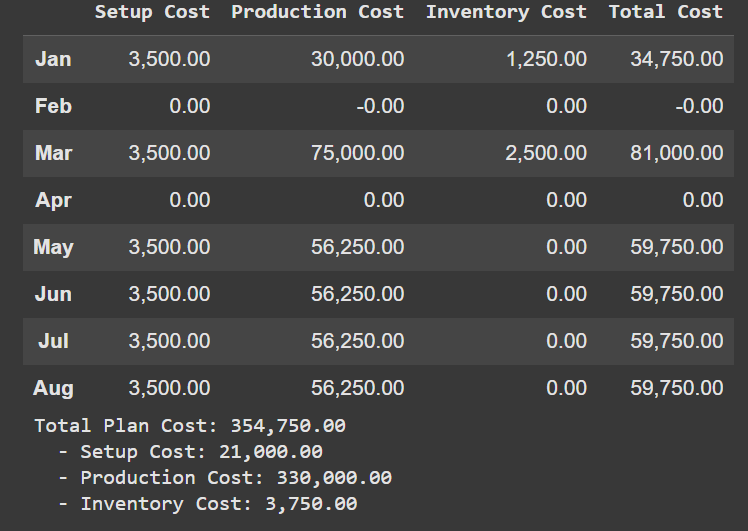 Setup Cost Production Cost Inventory Cost Total Cost
Jan 3,500.00 30,000.00 1,250.00 34,750.00
Feb 0.00 -0.00 0.00 -0.00
Mar 3,500.00 75,000.00 2,500.00 81,000.00
Apr 0.00 0.00 0.00 0.00
May 3,500.00 56,250.00 0.00 59,750.00
Jun 3,500.00 56,250.00 0.00 59,750.00
Jul 3,500.00 56,250.00 0.00 59,750.00
Aug 3,500.00 56,250.00 0.00 59,750.00
Total Plan Cost: 354,750.00
- Setup Cost: 21,000.00
- Production Cost: 330,000.00
- Inventory Cost: 3,750.00